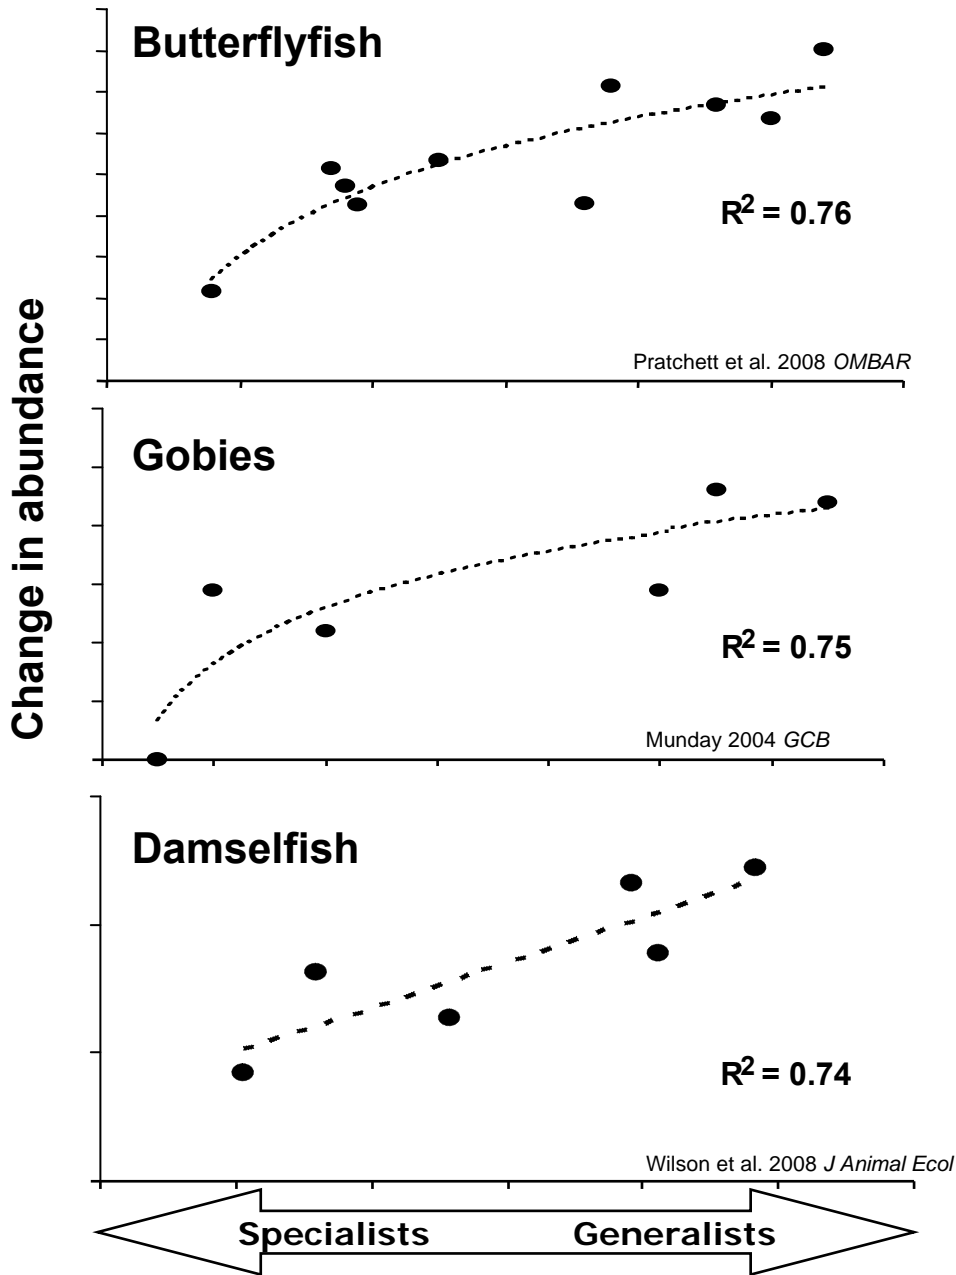 Butterflyfish
R² = 0.76
Pratchett et al. 2008 OMBAR
Change in abundance
Gobies
R² = 0.75
Munday 2004 GCB
Damselfish
R² = 0.74
Wilson et al. 2008 J Animal Ecol
Specialists Generalists